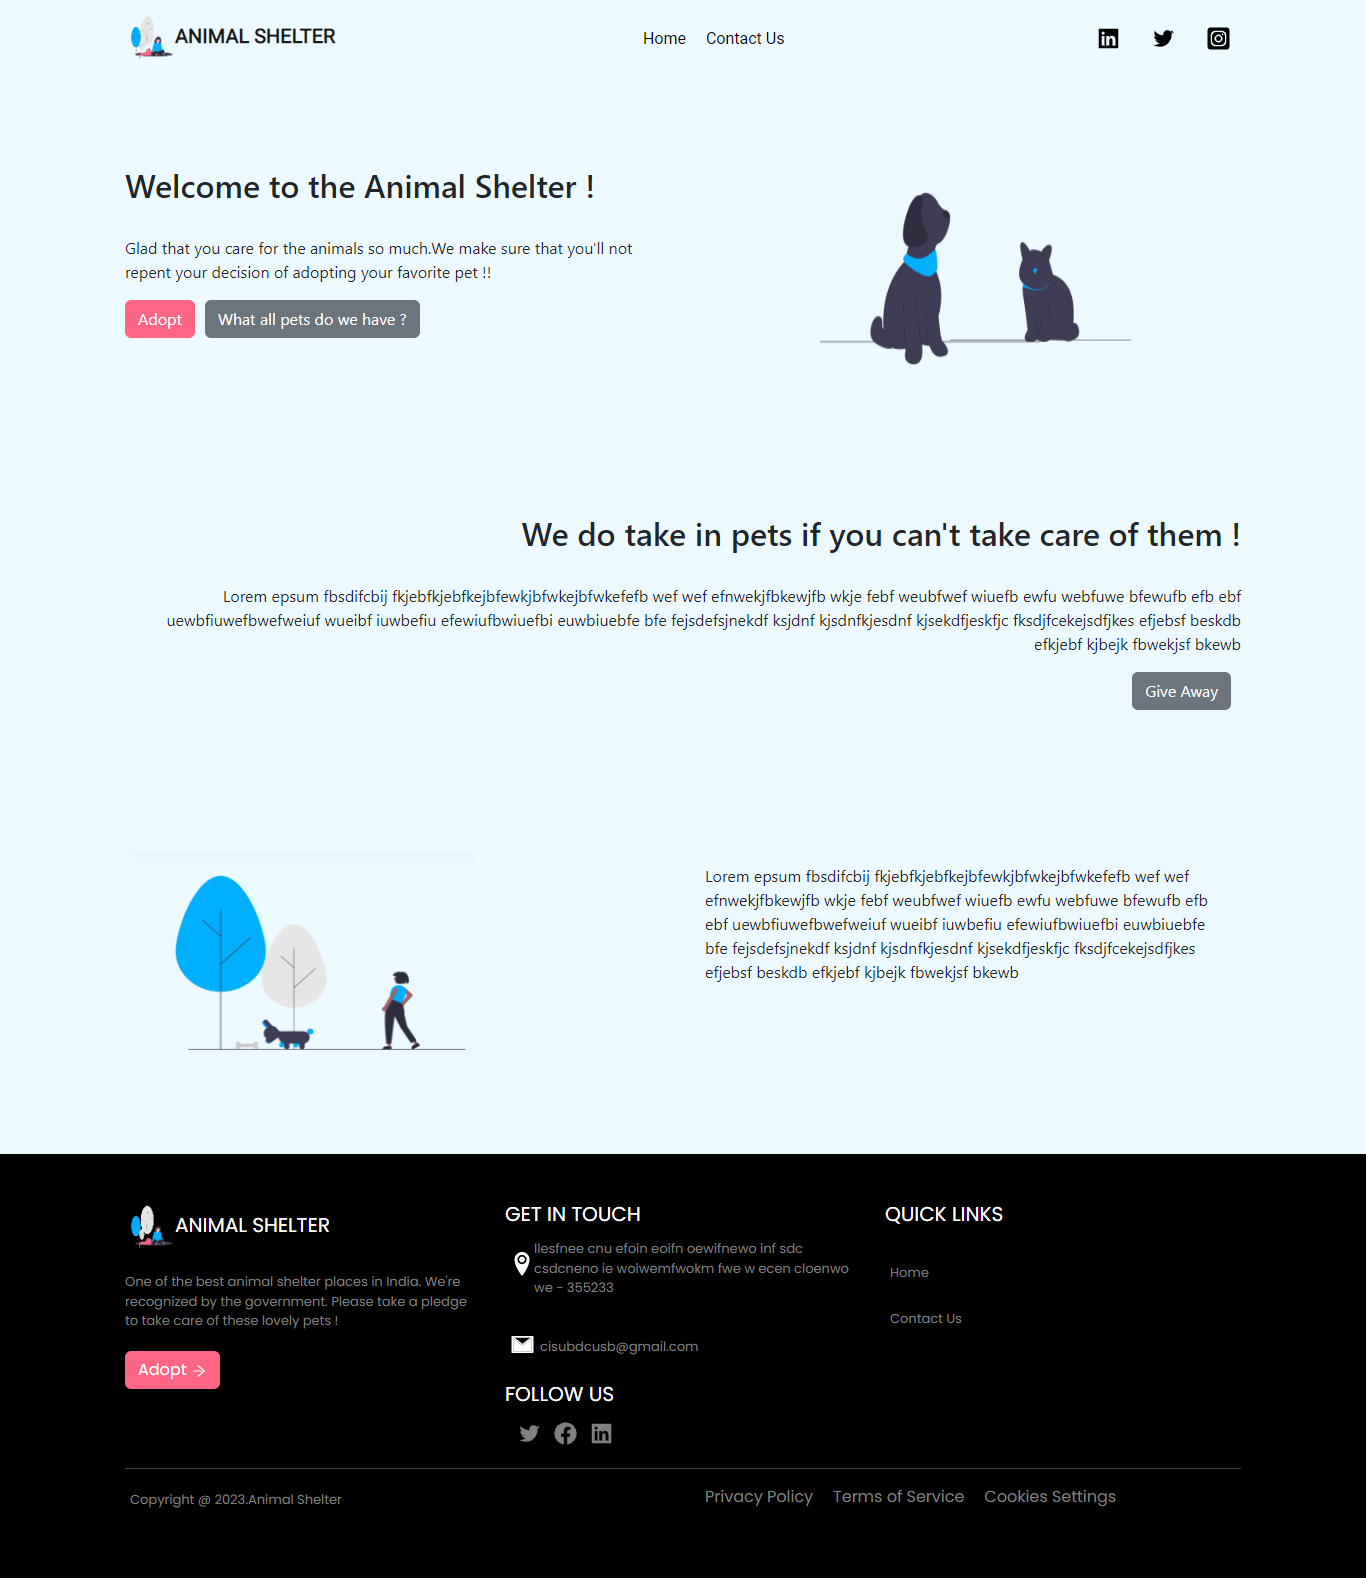 ANIMAL SHELTER
Home Contact Us
Welcome to the Animal Shelter !
Glad that you care for the animals so much.We make sure that you'll not
repent your decision of adopting your favorite pet !!
Adopt What all pets do we have ?
We do take in pets if you can't take care of them !
Lorem epsum fbsdifcbij fkjebfkjebfkejbfewkjbfwkejbfwkefefb wef wef efnwekjfbkewjfb wkje febf weubfwef wiuefb ewfu webfuwe bfewufb efb ebf
uewbfiuwefbwefweiuf wueibf iuwbefiu efewiufbwiuefbi euwbiuebfe bfe fejsdefsjnekdf ksjdnf kjsdnfkjesdnf kjsekdfjeskfjc fksdjfcekejsdfjkes efjebsf beskdb
efkjebf kjbejk fbwekjsf bkewb
Give Away
Lorem epsum fbsdifcbij fkjebfkjebfkejbfewkjbfwkejbfwkefefb wef wef
efnwekjfbkewjfb wkje febf weubfwef wiuefb ewfu webfuwe bfewufb efb
ebf uewbfiuwefbwefweiuf wueibf iuwbefiu efewiufbwiuefbi euwbiuebfe
bfe fejsdefsjnekdf ksjdnf kjsdnfkjesdnf kjsekdfjeskfjc fksdjfcekejsdfjkes
efjebsf beskdb efkjebf kjbejk fbwekjsf bkewb
ANIMAL SHELTER
One of the best animal shelter places in India. We're
recognized by the government. Please take a pledge
to take care of these lovely pets !
Adopt →
GET IN TOUCH
llesfnee cnu efoin eoifn oewifnewo inf sdc
csdcneno ie woiwemfwokm fwe w ecen cloenwo
we - 355233
cisubdcusb@gmail.com
FOLLOW US
QUICK LINKS
Home
Contact Us
Copyright @ 2023.Animal Shelter
Privacy Policy Terms of Service Cookies Settings